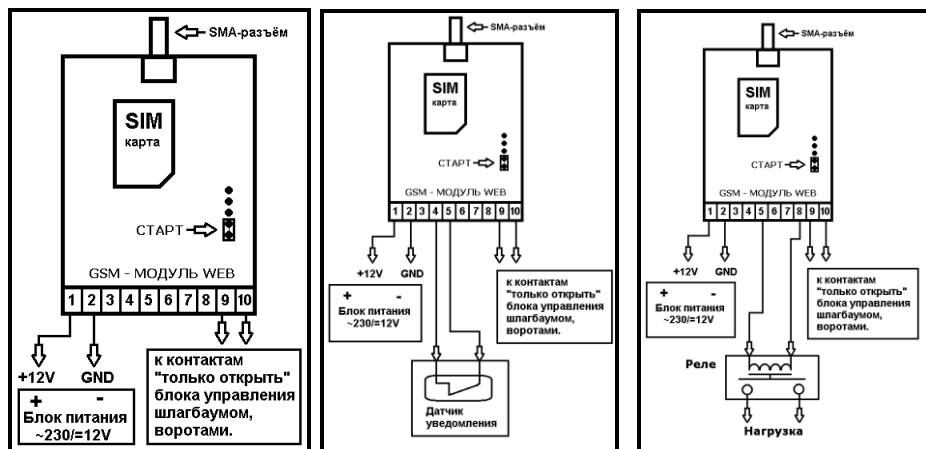 SMA-разъём
SIM
карта
СТАРТ
GSM - МОДУЛЬ WEB
1 2 3 4 5 6 7 8 9 10
+12V GND
+ -
Блок питания
~230/=12V
к контактам
"только открыть"
блока управления
шлагбаумом,
воротами.
SMA-разъём
SIM
карта
СТАРТ
GSM - МОДУЛЬ WEB
1 2 3 4 5 6 7 8 9 10
+12V GND
+ -
Блок питания
~230/=12V
к контактам
"только открыть"
блока управления
шлагбаумом,
воротами.
Датчик
уведомления
SMA-разъём
SIM
карта
СТАРТ
GSM - МОДУЛЬ WEB
1 2 3 4 5 6 7 8 9 10
+12V GND
+ -
Блок питания
~230/=12V
к контактам
"только открыть"
блока управления
шлагбаумом,
воротами.
Реле
Нагрузка